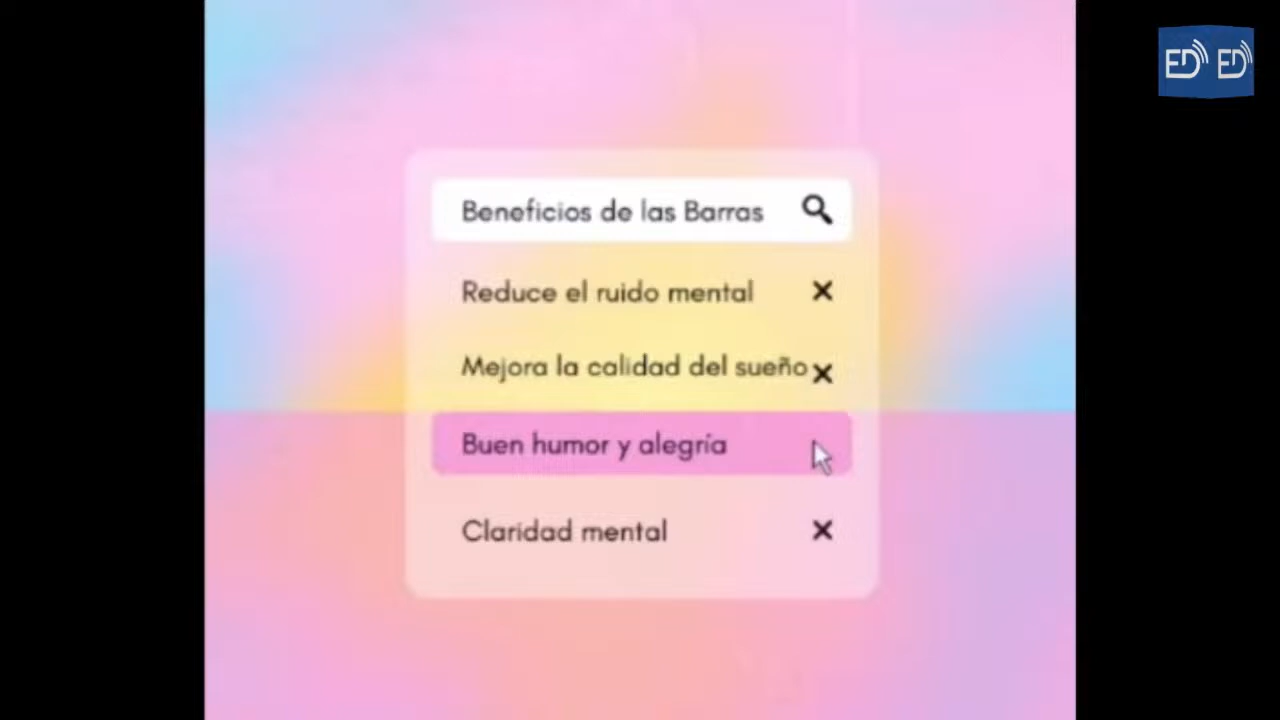 ED ED
Beneficios de las Barras
Reduce el ruido mental
Mejora la calidad del sueño
Buen humor y alegría
Claridad mental